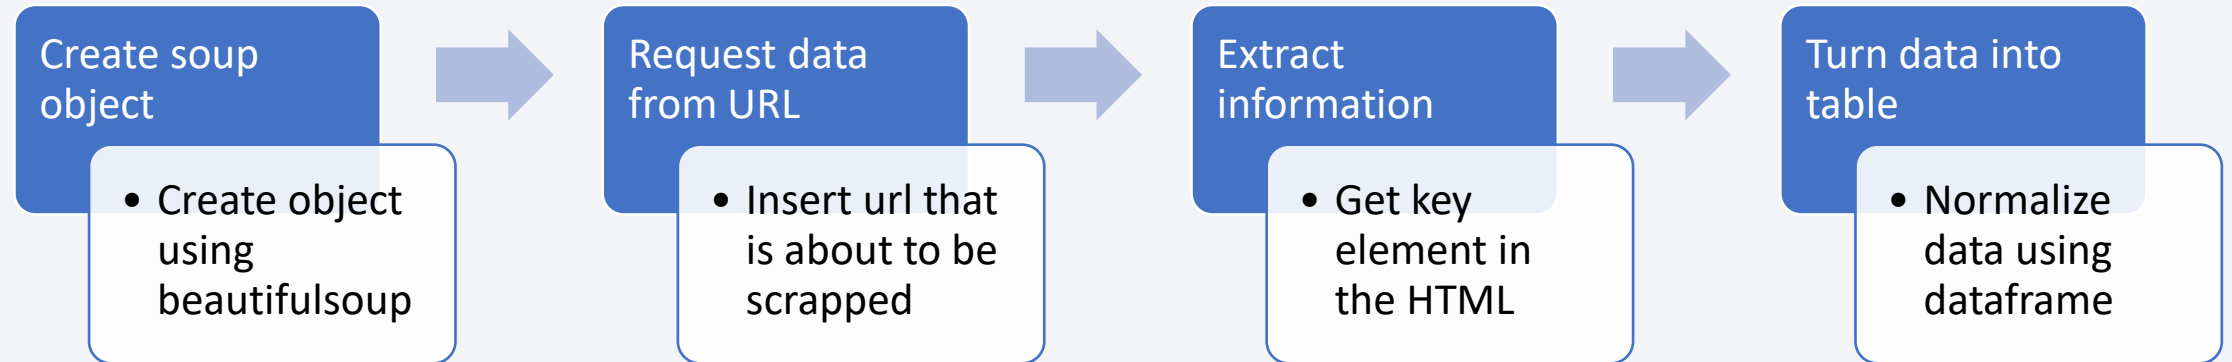 Create soup
object
• Create object
using
beautifulsoup
Request data
from URL
• Insert url that
is about to be
scrapped
Extract
information
• Get key
element in
the HTML
Turn data into
table
• Normalize
data using
dataframe